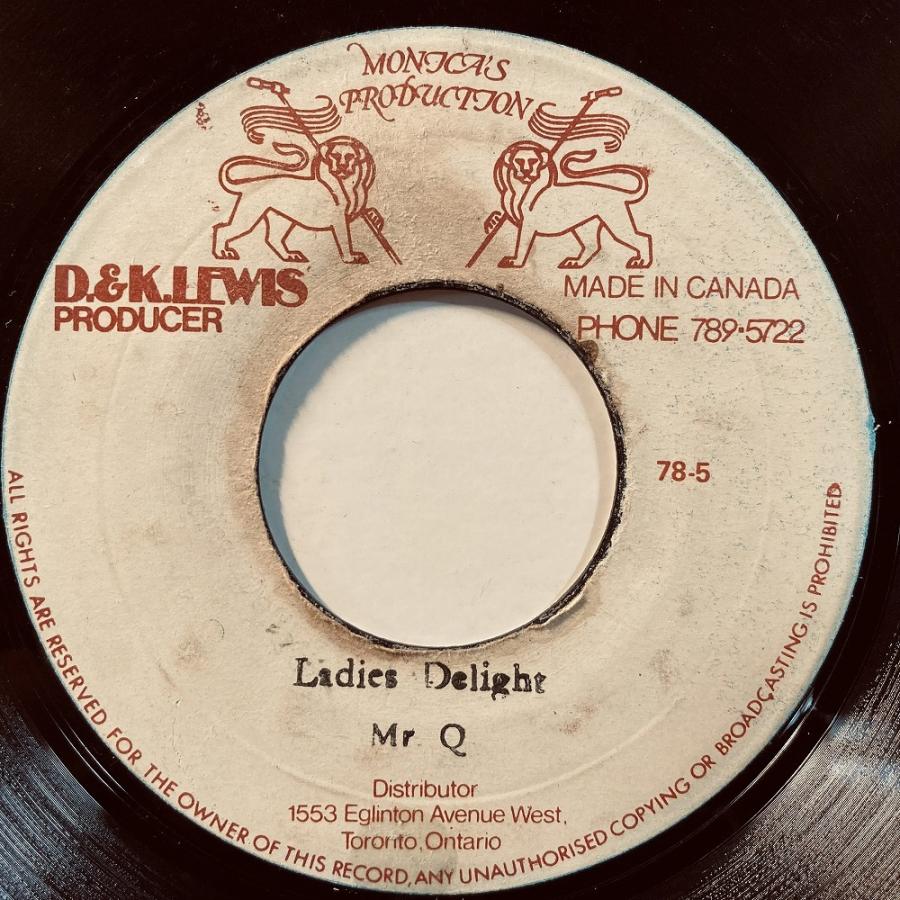 MONICA'S
PRODUCTION
D.&K.LEWIS
PRODUCER
MADE IN CANADA
PHONE 789·5722
78-5
Ladies Delight
Mr Q
Distributor
1553 Eglinton Avenue West,
Toronto, Ontario
ALL RIGHTS ARE RESERVED FOR THE OWNER OF THIS RECORD, ANY UNAUTHORISED COPYING OR BROADCASTING IS PROHIBITED